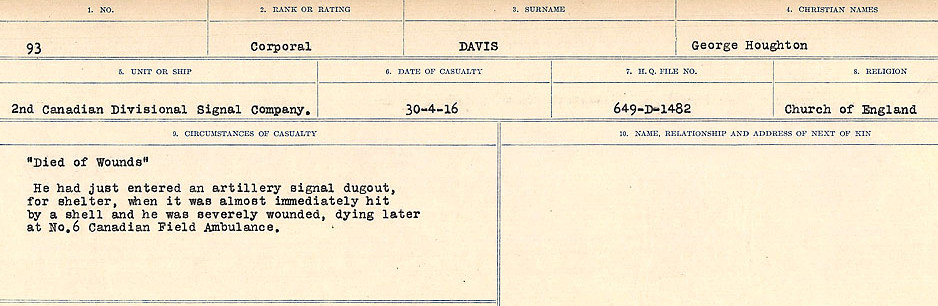 1. NO. 2. RANK OR RATING 3. SURNAME 4. CHRISTIAN NAMES
93 Corporal DAVIS George Houghton
5. UNIT OR SHIP 6. DATE OF CASUALTY 7. H. Q. FILE NO. 8. RELIGION
2nd Canadian Divisional Signal Company. 30-4-16 649-D-1482 Church of England
9. CIRCUMSTANCES OF CASUALTY 10. NAME, RELATIONSHIP AND ADDRESS OF NEXT OF KIN
"Died of Wounds"
He had just entered an artillery signal dugout,
for shelter, when it was almost immediately hit
by a shell and he was severely wounded, dying later
at No.6 Canadian Field Ambulance.